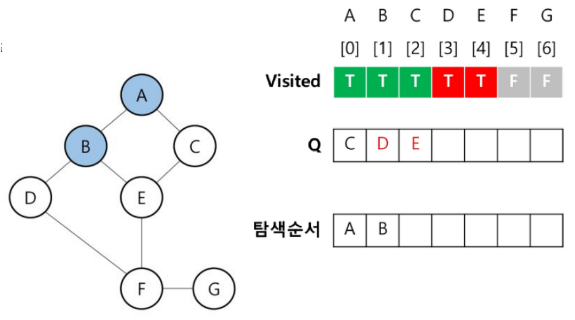 A B C D E F G
[0] [1] [2] [3] [4] [5] [6]
Visited T T T T T F F
Q C D E
탐색순서 A B
A
B
C
D
E
F
G